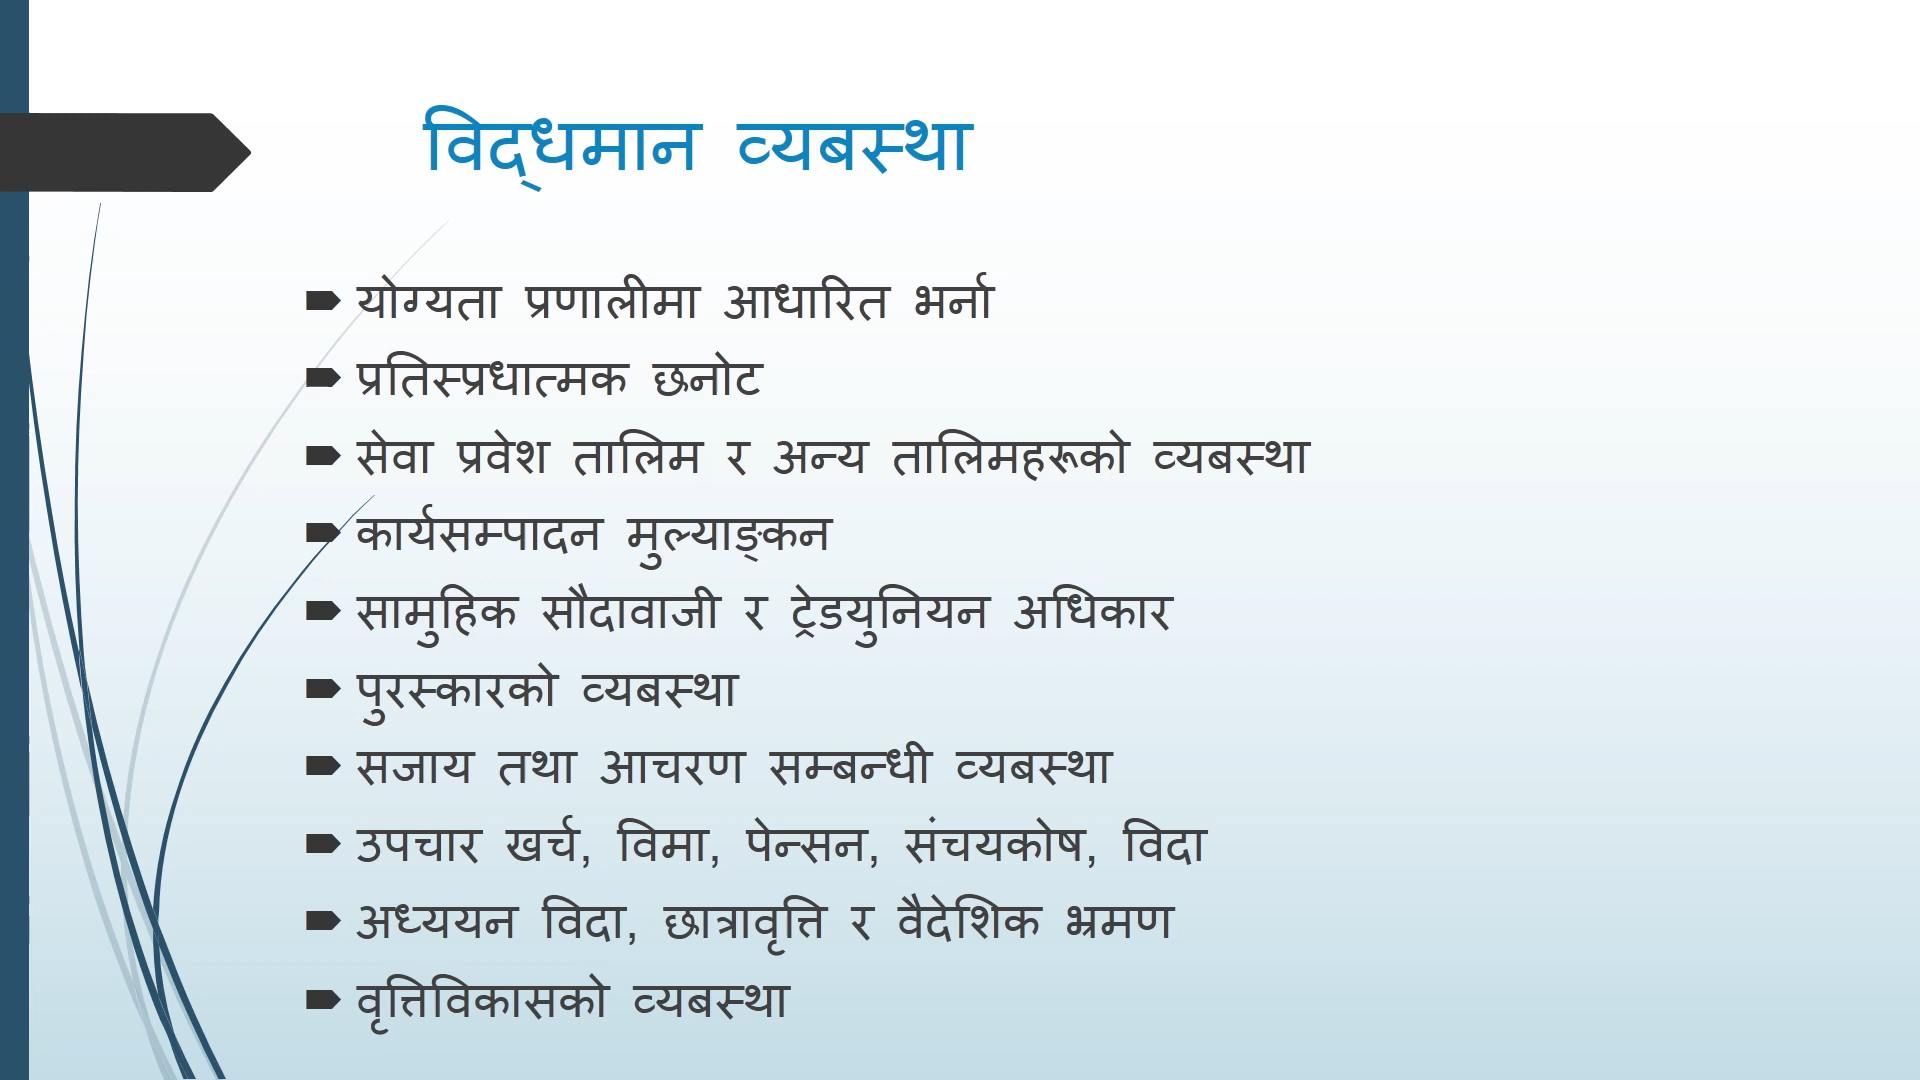 विद्धमान व्यबस्था
योग्यता प्रणालीमा आधारित भर्ना
प्रतिस्प्रधात्मक छनोट
सेवा प्रवेश तालिम र अन्य तालिमहरूको व्यबस्था
कार्यसम्पादन मुल्याङ्कन
सामुहिक सौदावाजी र ट्रेडयुनियन अधिकार
पुरस्कारको व्यबस्था
सजाय तथा आचरण सम्बन्धी व्यबस्था
उपचार खर्च, विमा, पेन्सन, संचयकोष, विदा
अध्ययन विदा, छात्रावृत्ति र वैदेशिक भ्रमण
वृत्तिविकासको व्यबस्था